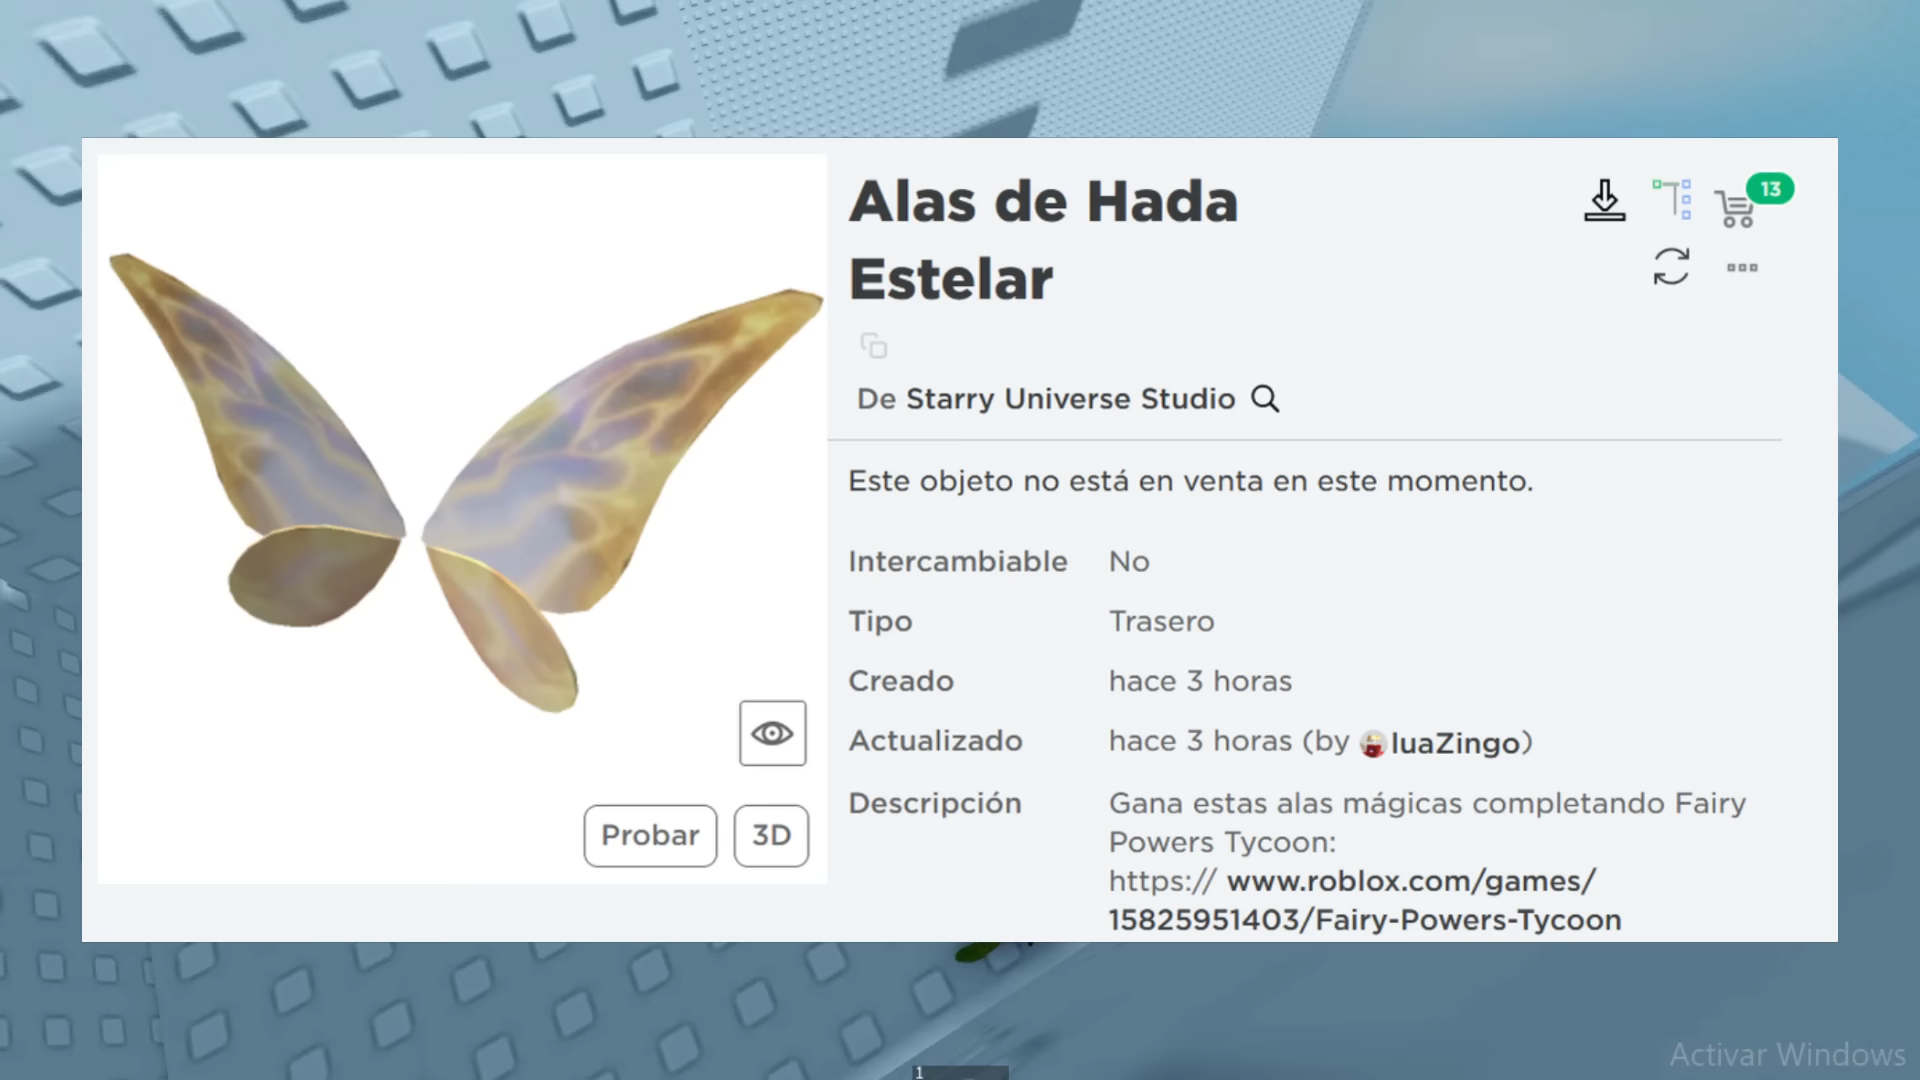 Alas de Hada
Estelar
13
De Starry Universe Studio
Este objeto no está en venta en este momento.
Intercambiable No
Tipo Trasero
Creado hace 3 horas
Actualizado hace 3 horas (by luaZingo)
Descripción Gana estas alas mágicas completando Fairy
Powers Tycoon:
https:// www.roblox.com/games/
15825951403/Fairy-Powers-Tycoon
Probar 3D
1
Activar Windows